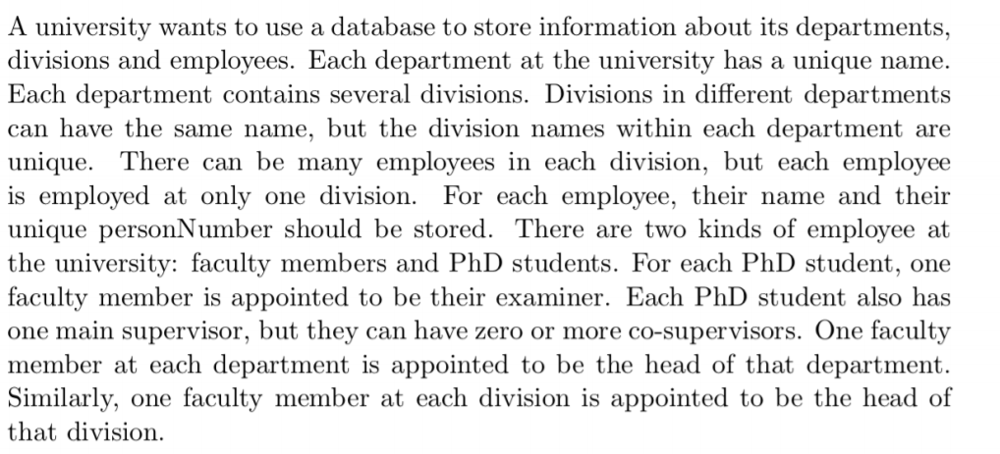 A university wants to use a database to store information about its departments,
divisions and employees. Each department at the university has a unique name.
Each department contains several divisions. Divisions in different departments
can have the same name, but the division names within each department are
unique. There can be many employees in each division, but each employee
is employed at only one division. For each employee, their name and their
unique personNumber should be stored. There are two kinds of employee at
the university: faculty members and PhD students. For each PhD student, one
faculty member is appointed to be their examiner. Each PhD student also has
one main supervisor, but they can have zero or more co-supervisors. One faculty
member at each department is appointed to be the head of that department.
Similarly, one faculty member at each division is appointed to be the head of
that division.